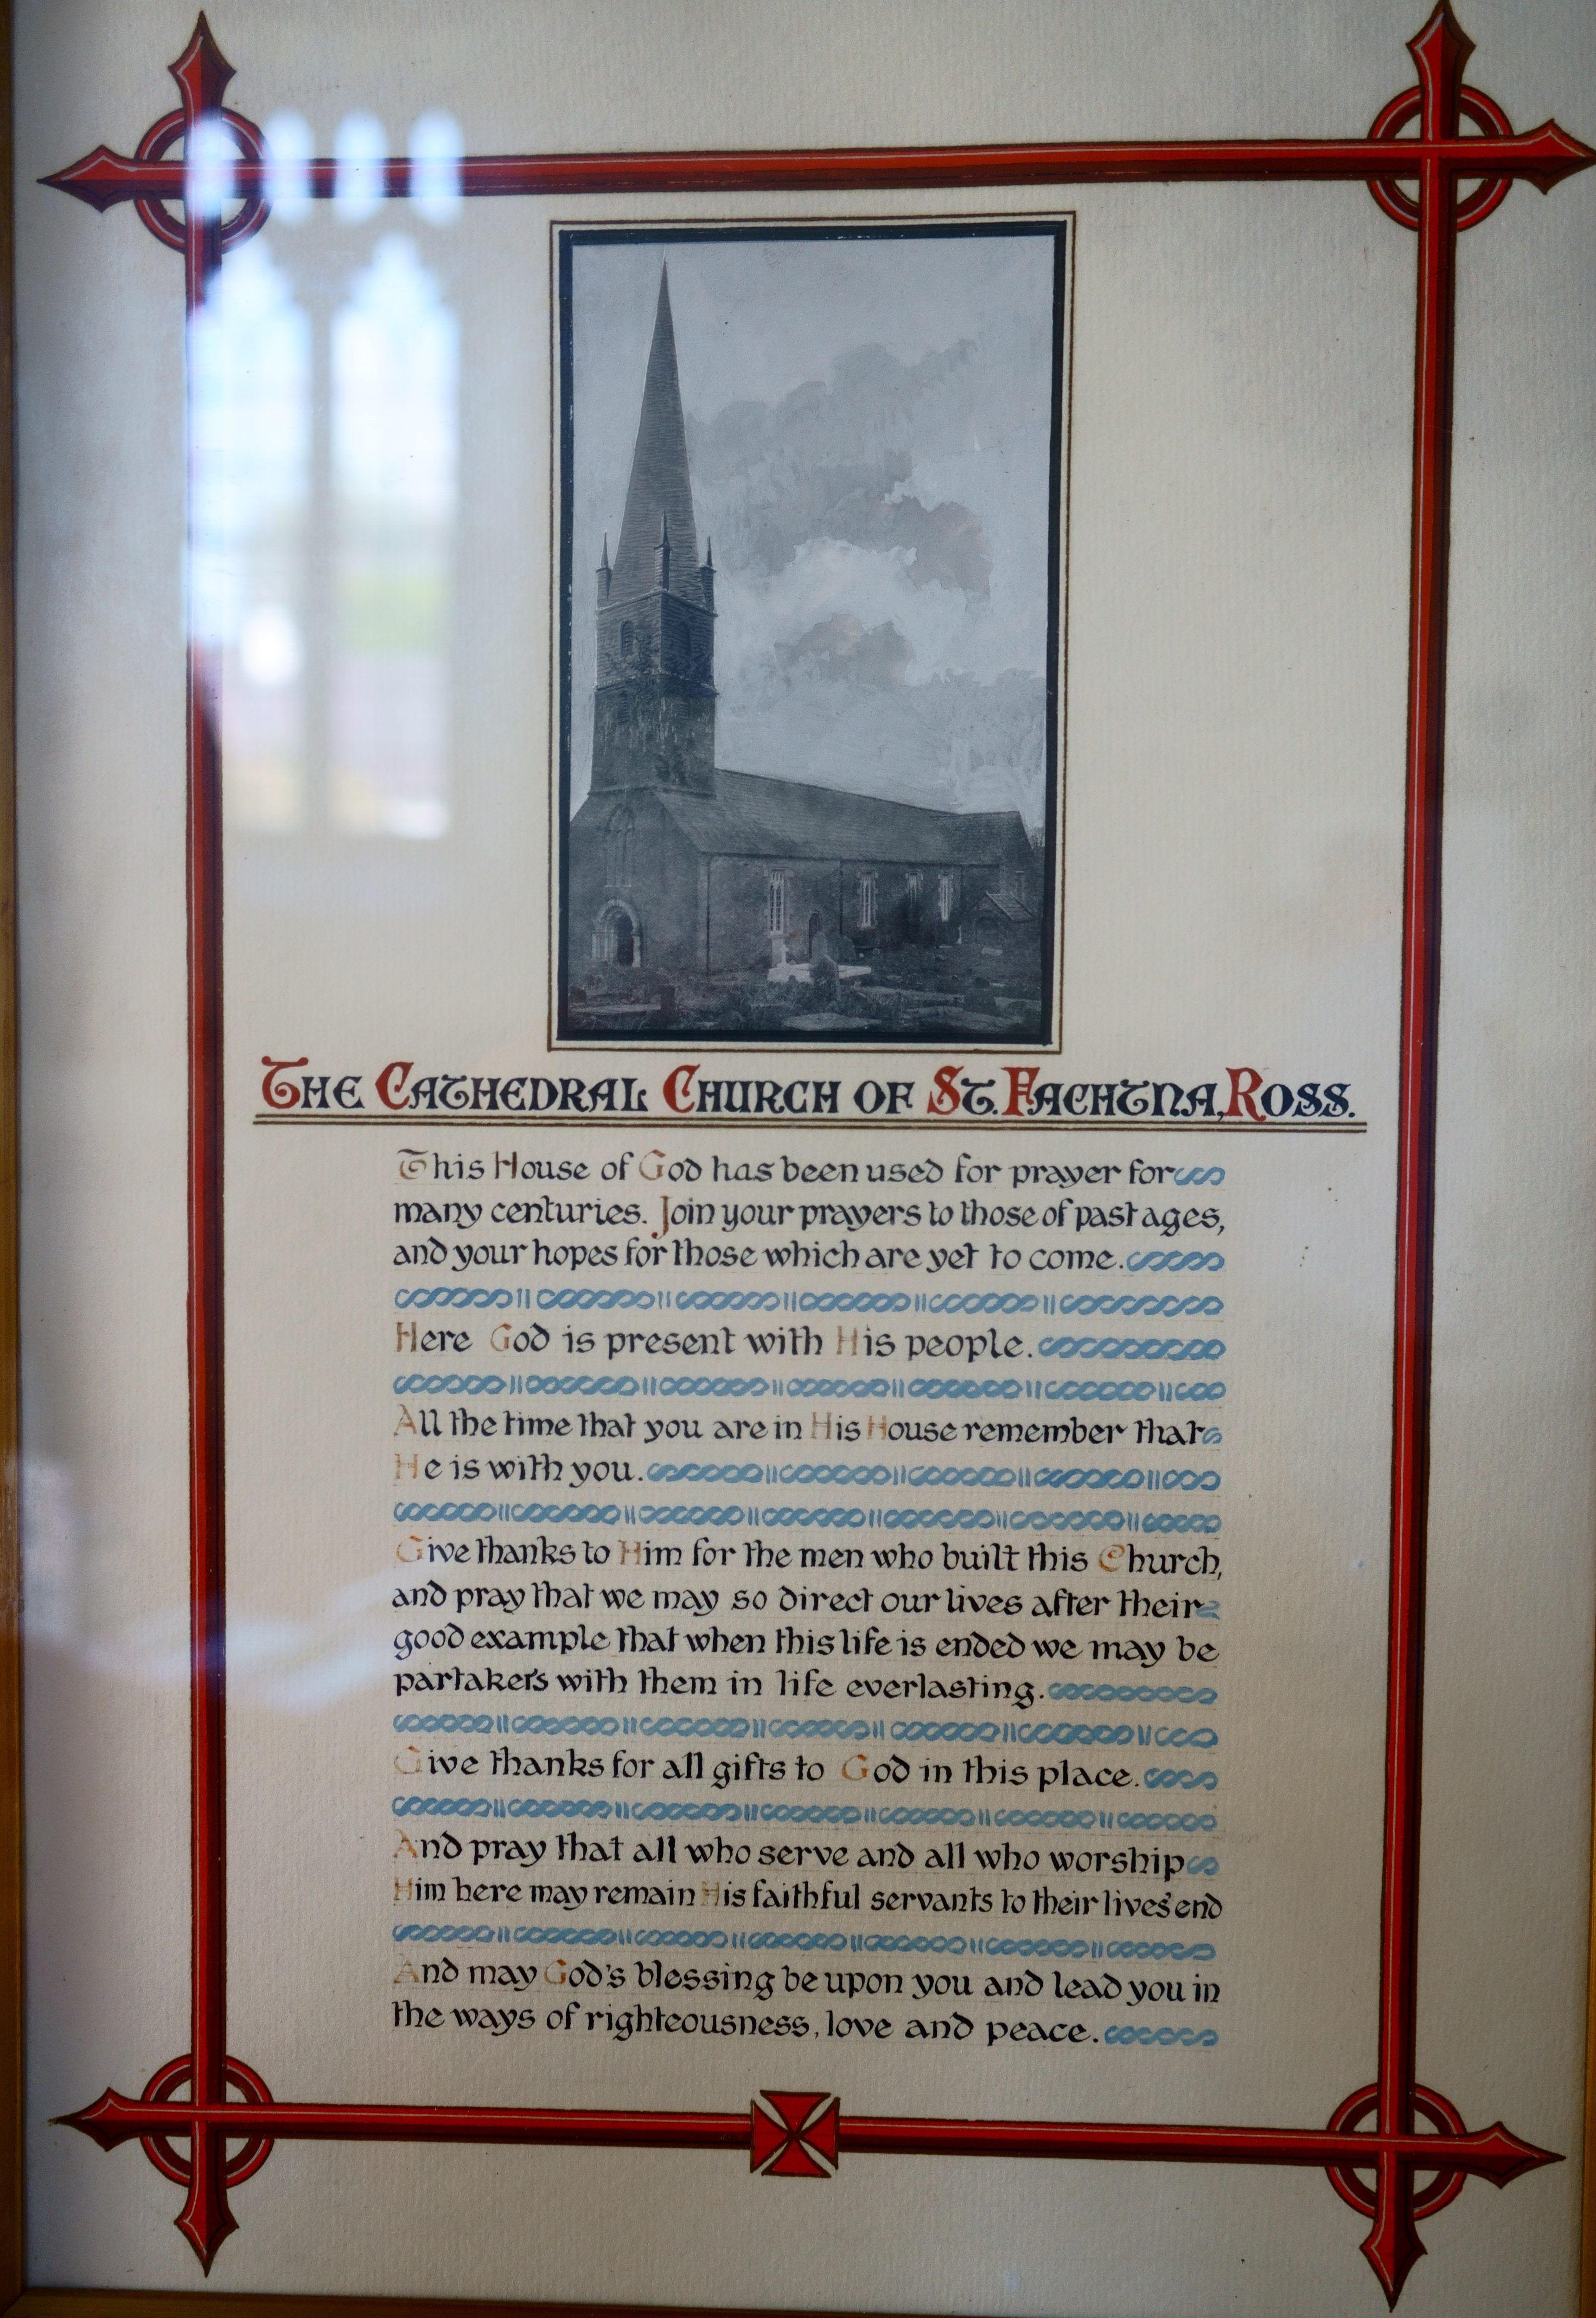 THE CATHEDRAL CHURCH OF ST. FACHTNA, ROSS.
This House of God has been used for prayer for
many centuries. Join your prayers to those of past ages,
and your hopes for those which are yet to come.
Here God is present with His people.
All the time that you are in His House remember that
He is with you.
Give thanks to Him for the men who built this Church,
and pray that we may so direct our lives after their
good example that when this life is ended we may be
partakers with them in life everlasting.
Give thanks for all gifts to God in this place.
And pray that all who serve and all who worship
Him here may remain His faithful servants to their lives' end
And may God's blessing be upon you and lead you in
the ways of righteousness, love and peace.